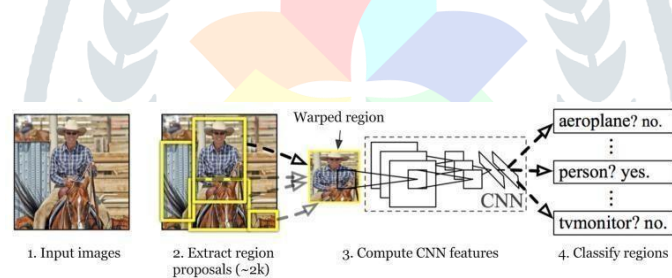 Warped region
aeroplane? no.
person? yes.
tvmonitor? no.
CNN
1. Input images
2. Extract region
proposals (~2k)
3. Compute CNN features
4. Classify regions